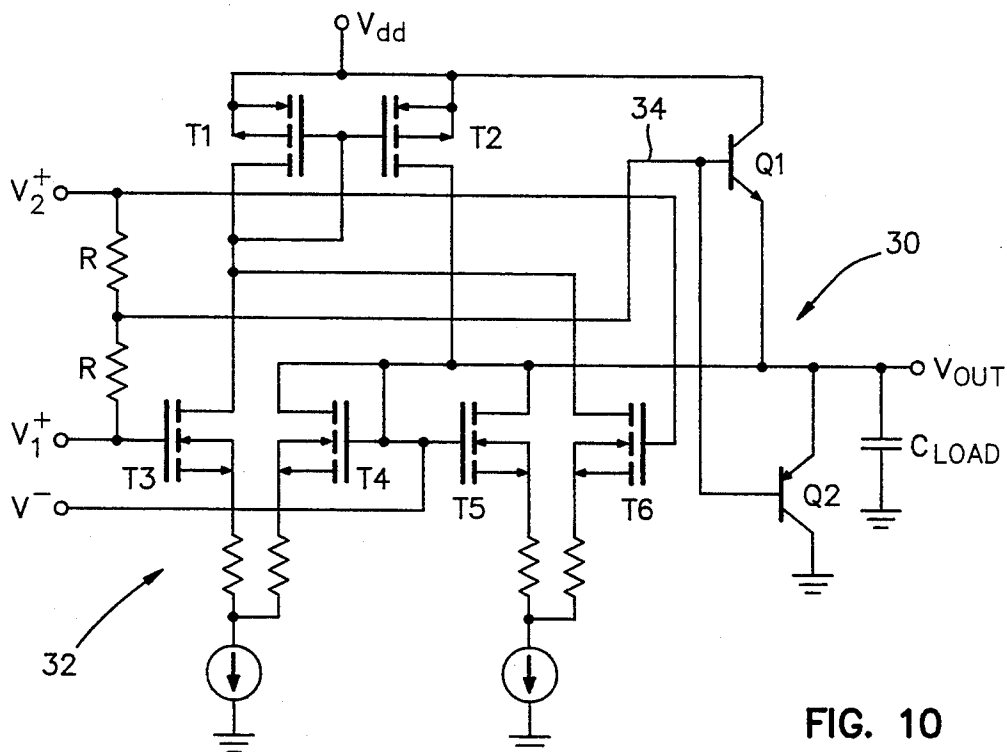 Vdd
T1
T2
34
Q1
V2+
R
30
R
VOUT
V1+
T3
T4
T5
T6
CLOAD
Q2
V-
32
FIG. 10